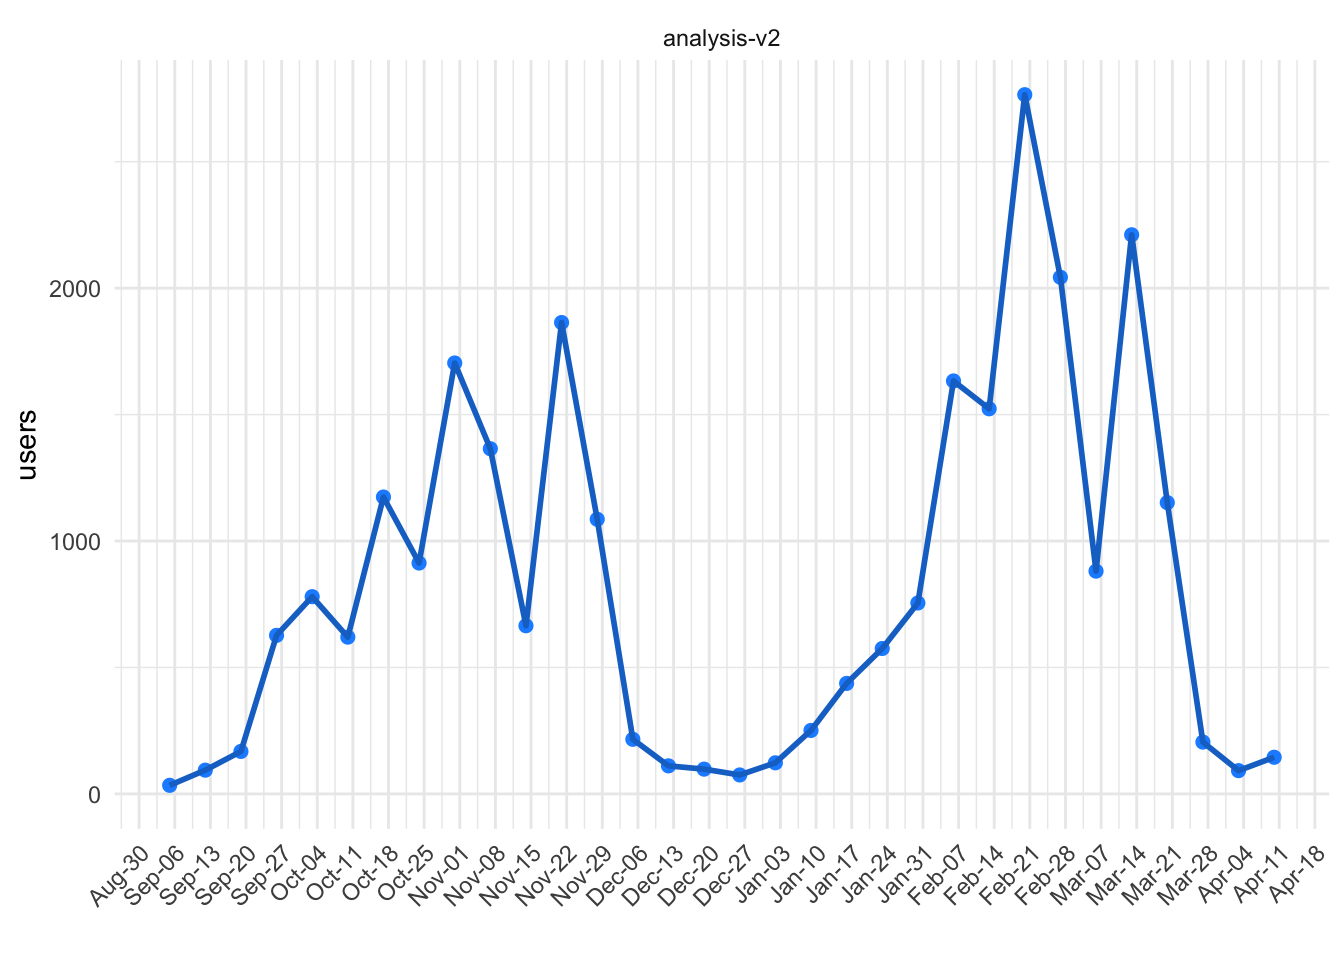 analysis-v2
users
2000
1000
0
Aug-30
Sep-06
Sep-13
Sep-20
Sep-27
Oct-04
Oct-11
Oct-18
Oct-25
Nov-01
Nov-08
Nov-15
Nov-22
Nov-29
Dec-06
Dec-13
Dec-20
Dec-27
Jan-03
Jan-10
Jan-17
Jan-24
Jan-31
Feb-07
Feb-14
Feb-21
Feb-28
Mar-07
Mar-14
Mar-21
Mar-28
Apr-04
Apr-11
Apr-18